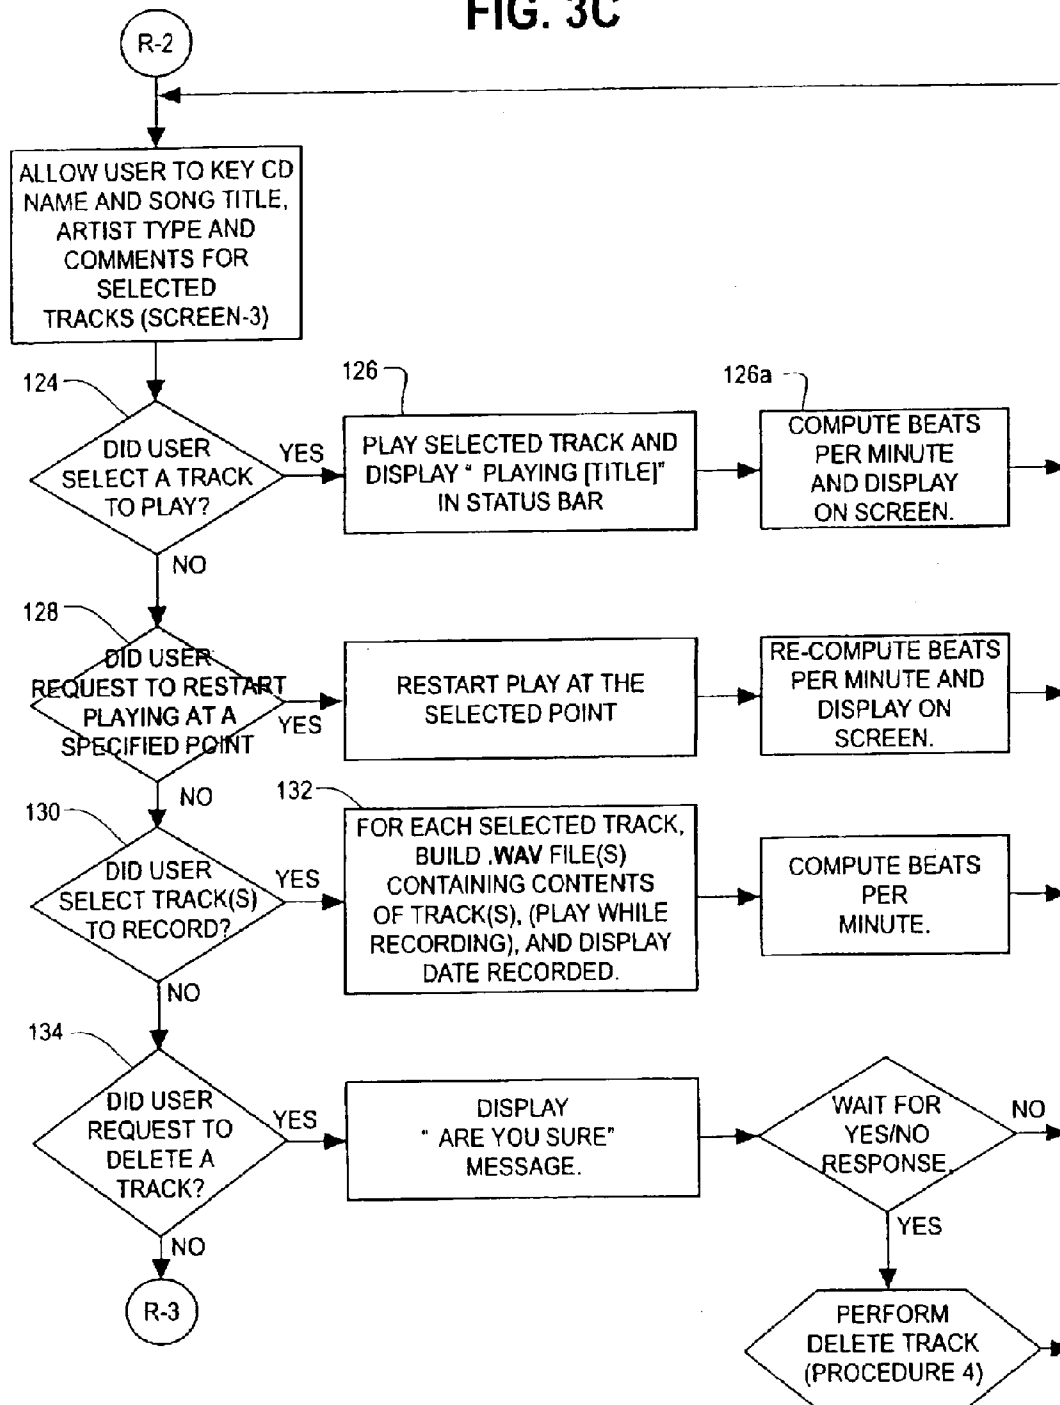 FIG. 3C
R-2
ALLOW USER TO KEY CD
NAME AND SONG TITLE,
ARTIST TYPE AND
COMMENTS FOR
SELECTED
TRACKS (SCREEN-3)
124
DID USER
SELECT A TRACK
TO PLAY?
YES
NO
126
PLAY SELECTED TRACK AND
DISPLAY " PLAYING [TITLE]"
IN STATUS BAR
126a
COMPUTE BEATS
PER MINUTE
AND DISPLAY
ON SCREEN.
128
DID USER
REQUEST TO RESTART
PLAYING AT A
SPECIFIED POINT
YES
NO
RESTART PLAY AT THE
SELECTED POINT
RE-COMPUTE BEATS
PER MINUTE AND
DISPLAY ON
SCREEN.
130
DID USER
SELECT TRACK(S)
TO RECORD?
YES
NO
132
FOR EACH SELECTED TRACK,
BUILD .WAV FILE(S)
CONTAINING CONTENTS
OF TRACK(S), (PLAY WHILE
RECORDING), AND DISPLAY
DATE RECORDED.
COMPUTE BEATS
PER
MINUTE.
134
DID USER
REQUEST TO
DELETE A
TRACK?
YES
NO
DISPLAY
" ARE YOU SURE"
MESSAGE.
WAIT FOR
YES/NO
RESPONSE.
NO
YES
R-3
PERFORM
DELETE TRACK
(PROCEDURE 4)